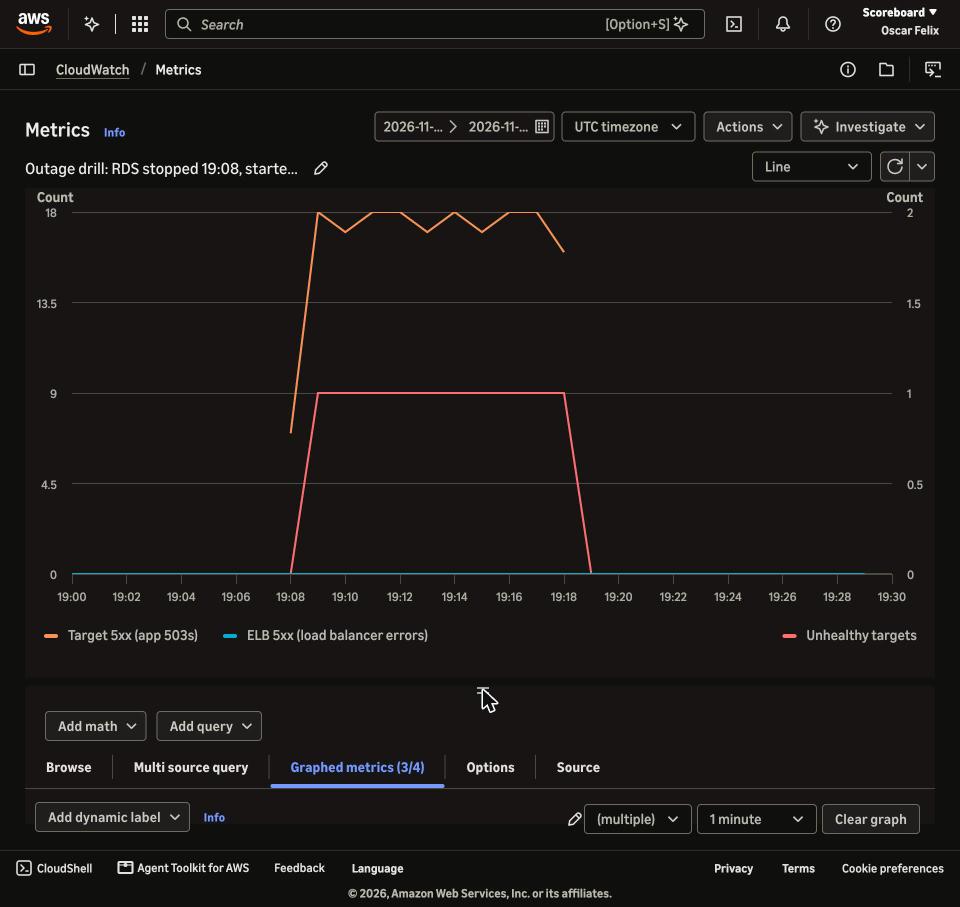 aws
Search
[Option+S]
Scoreboard
Oscar Felix
CloudWatch / Metrics
Metrics Info
2026-11-... 2026-11-...
UTC timezone
Actions
Investigate
Outage drill: RDS stopped 19:08, starte...
Line
Count Count
18 2
13.5 1.5
9 1
4.5 0.5
0 0
19:00 19:02 19:04 19:06 19:08 19:10 19:12 19:14 19:16 19:18 19:20 19:22 19:24 19:26 19:28 19:30
Target 5xx (app 503s) ELB 5xx (load balancer errors) Unhealthy targets
Add math Add query
Browse Multi source query Graphed metrics (3/4) Options Source
Add dynamic label Info (multiple) 1 minute Clear graph
CloudShell Agent Toolkit for AWS Feedback Language Privacy Terms Cookie preferences
© 2026, Amazon Web Services, Inc. or its affiliates.